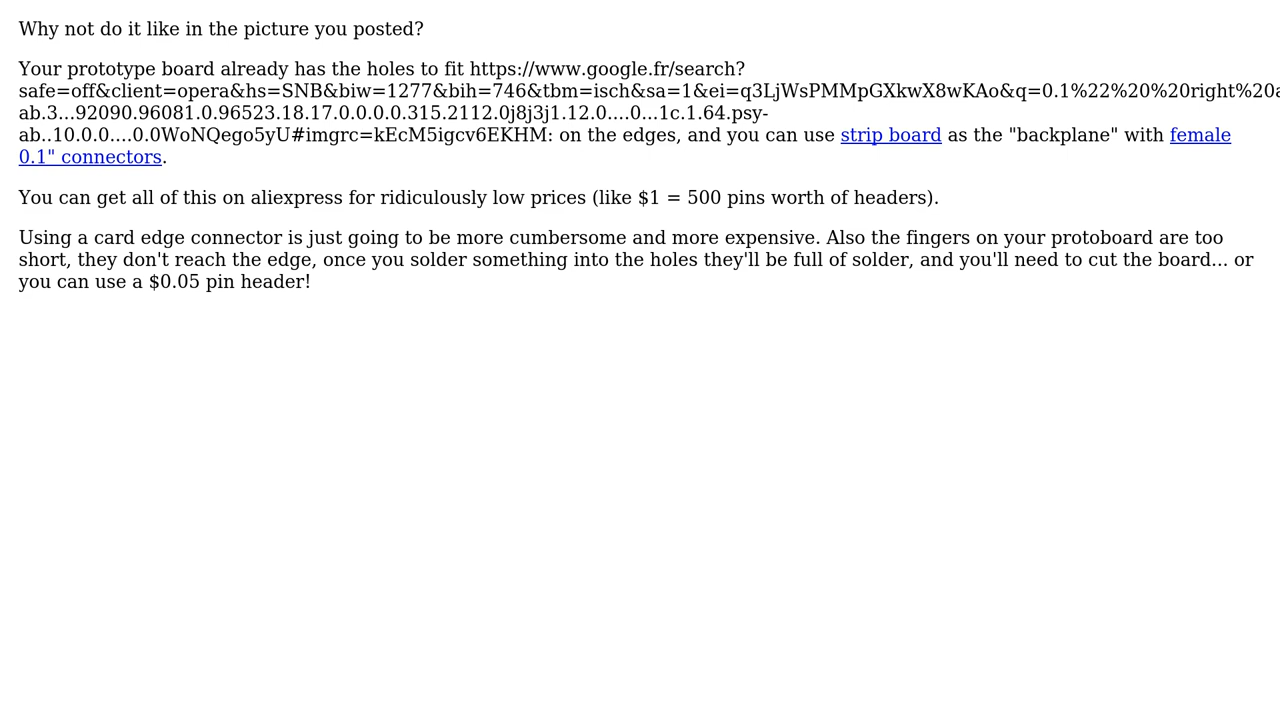 Why not do it like in the picture you posted?
Your prototype board already has the holes to fit https://www.google.fr/search?
safe=off&client=opera&hs=SNB&biw=1277&bih=746&tbm=isch&sa=1&ei=q3LjWsPMMpGXkwX8wKAo&q=0.1%22%20%20right%20a
ab.3...92090.96081.0.96523.18.17.0.0.0.0.315.2112.0j8j3j1.12.0....0...1c.1.64.psy-
ab..10.0.0....0.0WoNQego5yU#imgrc=kEcM5igcv6EKHM: on the edges, and you can use strip board as the "backplane" with female
0.1" connectors.
You can get all of this on aliexpress for ridiculously low prices (like $1 = 500 pins worth of headers).
Using a card edge connector is just going to be more cumbersome and more expensive. Also the fingers on your protoboard are too
short, they don't reach the edge, once you solder something into the holes they'll be full of solder, and you'll need to cut the board... or
you can use a $0.05 pin header!